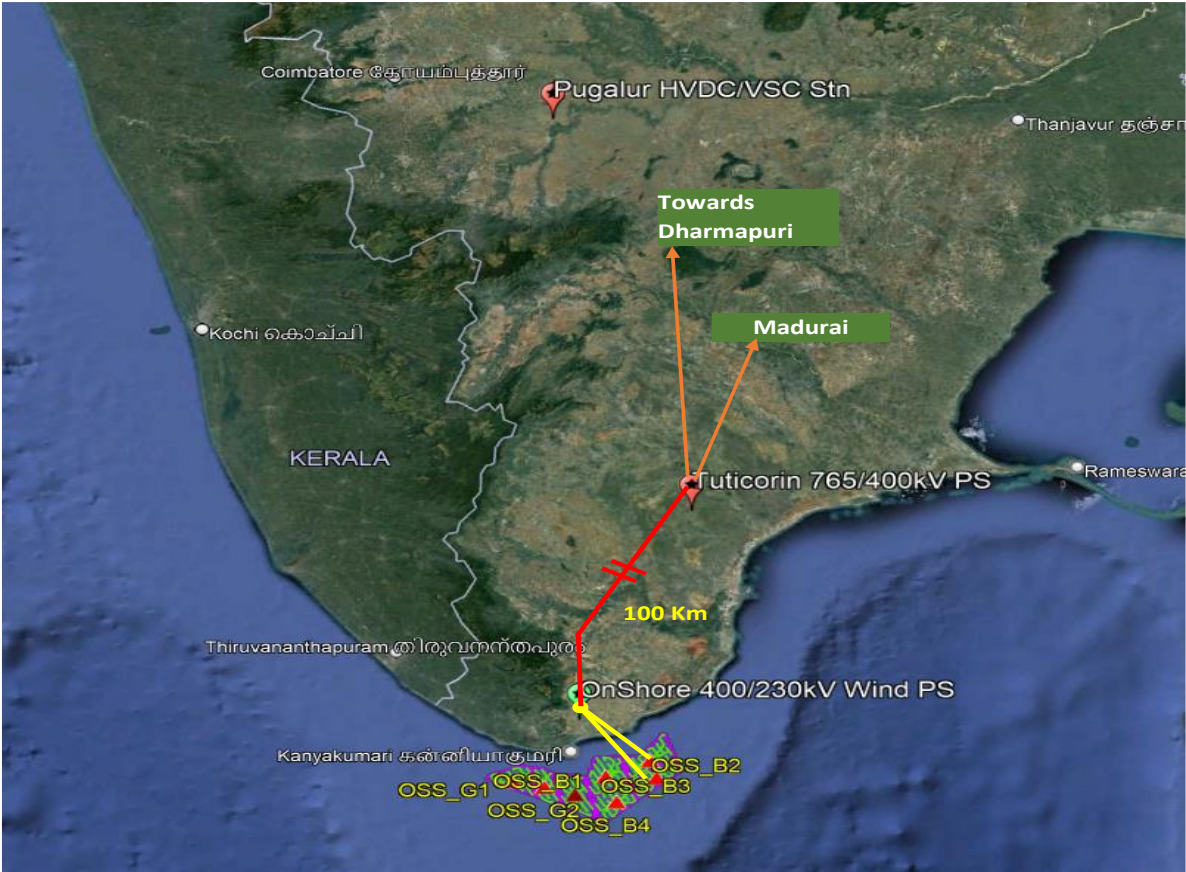 Coimbatore கோயம்புத்தூர்
Pugalur HVDC/VSC Stn
Thanjavur தஞ்சா
Towards
Dharmapuri
Madurai
Kochi കൊച്ചി
KERALA
Tuticorin 765/400kV PS
Rameswara
100 Km
Thiruvananthapuram തിരുവനന്തപുരം
OnShore 400/230kV Wind PS
Kanyakumari கன்னியாகுமரி
OSS_B2
OSS_G1
OSS_B1
OSS_B3
OSS_G2
OSS_B4